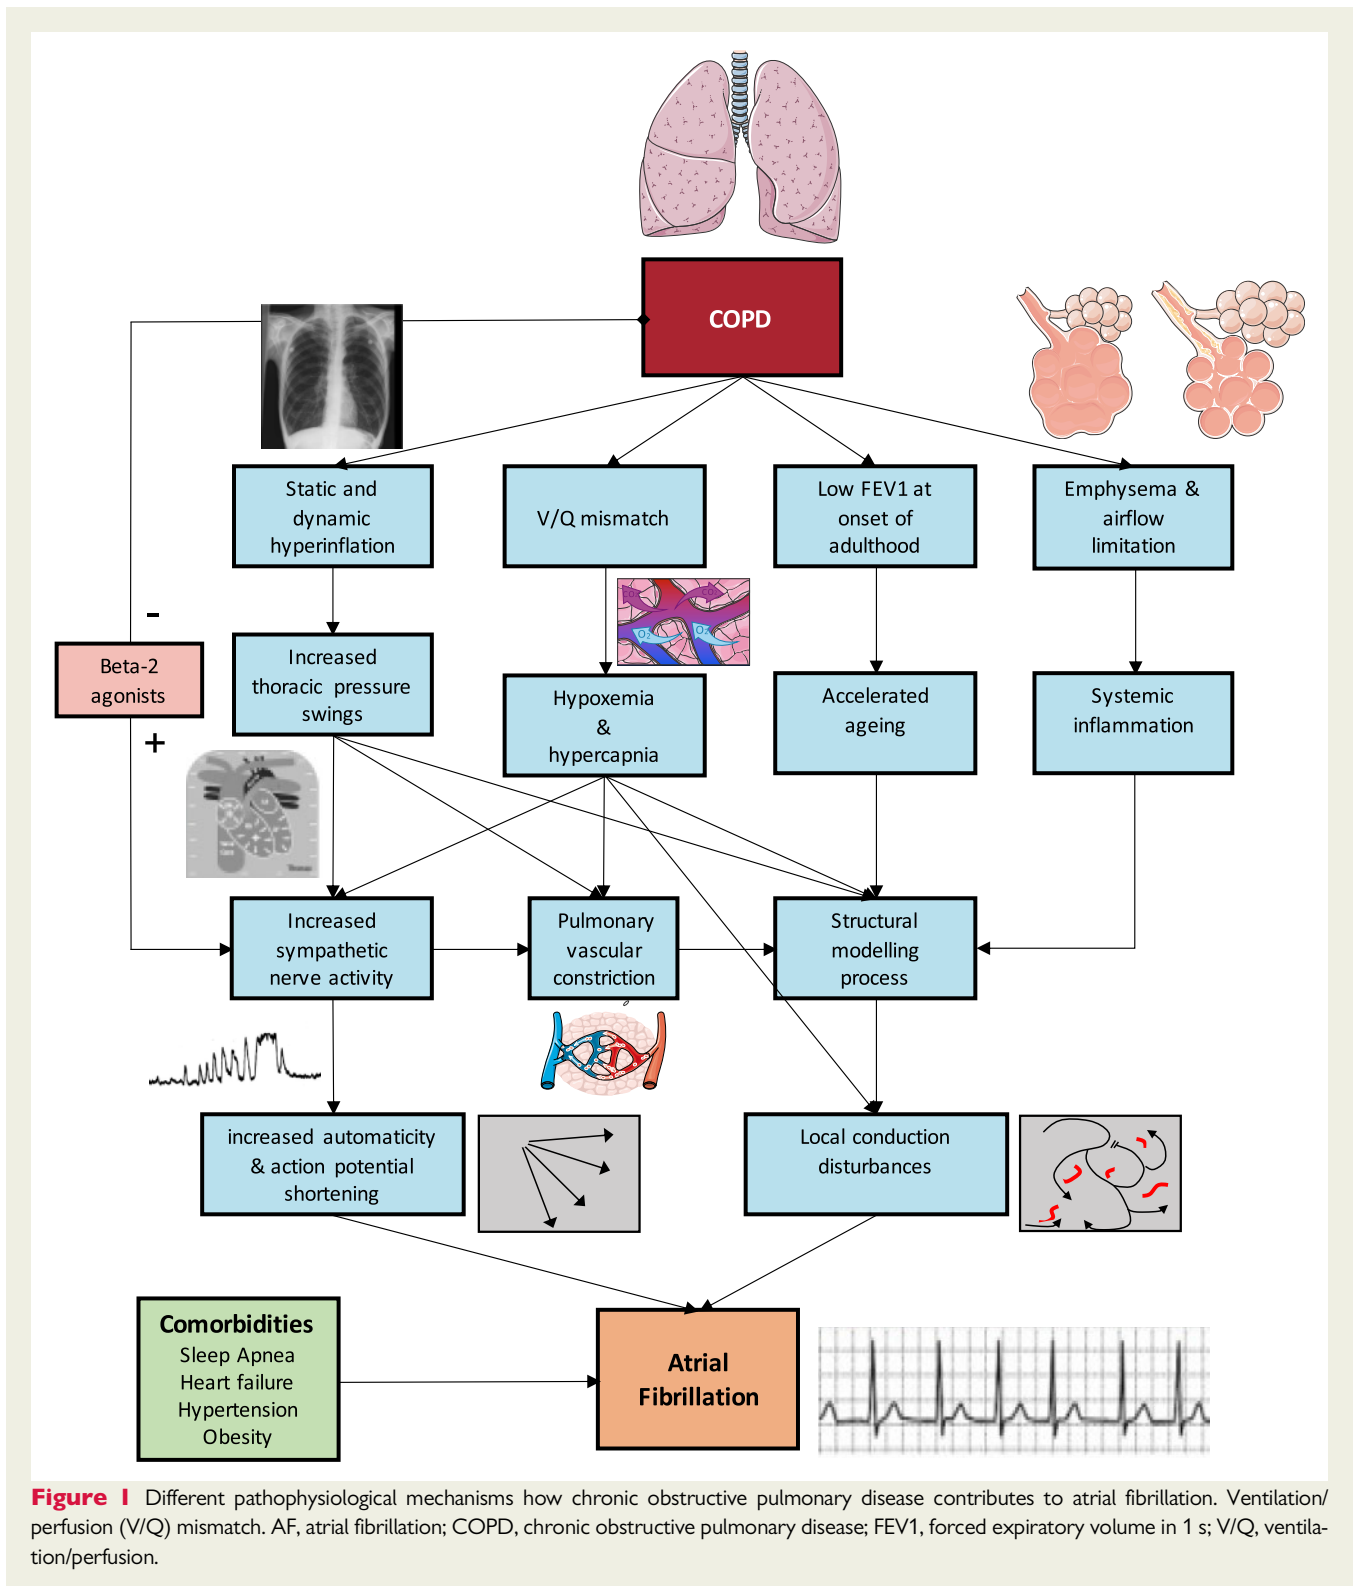 COPD
Static and
dynamic
hyperinflation
V/Q mismatch
Low FEV1 at
onset of
adulthood
Emphysema &
airflow
limitation
-
Beta-2
agonists
+
Increased
thoracic pressure
swings
CO₂
CO₂
O₂
O₂
Hypoxemia
&
hypercapnia
Accelerated
ageing
Systemic
inflammation
Increased
sympathetic
nerve activity
Pulmonary
vascular
constriction
Structural
modelling
process
increased automaticity
& action potential
shortening
Local conduction
disturbances
Comorbidities
Sleep Apnea
Heart failure
Hypertension
Obesity
Atrial
Fibrillation
Figure 1 Different pathophysiological mechanisms how chronic obstructive pulmonary disease contributes to atrial fibrillation. Ventilation/
perfusion (V/Q) mismatch. AF, atrial fibrillation; COPD, chronic obstructive pulmonary disease; FEV1, forced expiratory volume in 1 s; V/Q, ventila-
tion/perfusion.